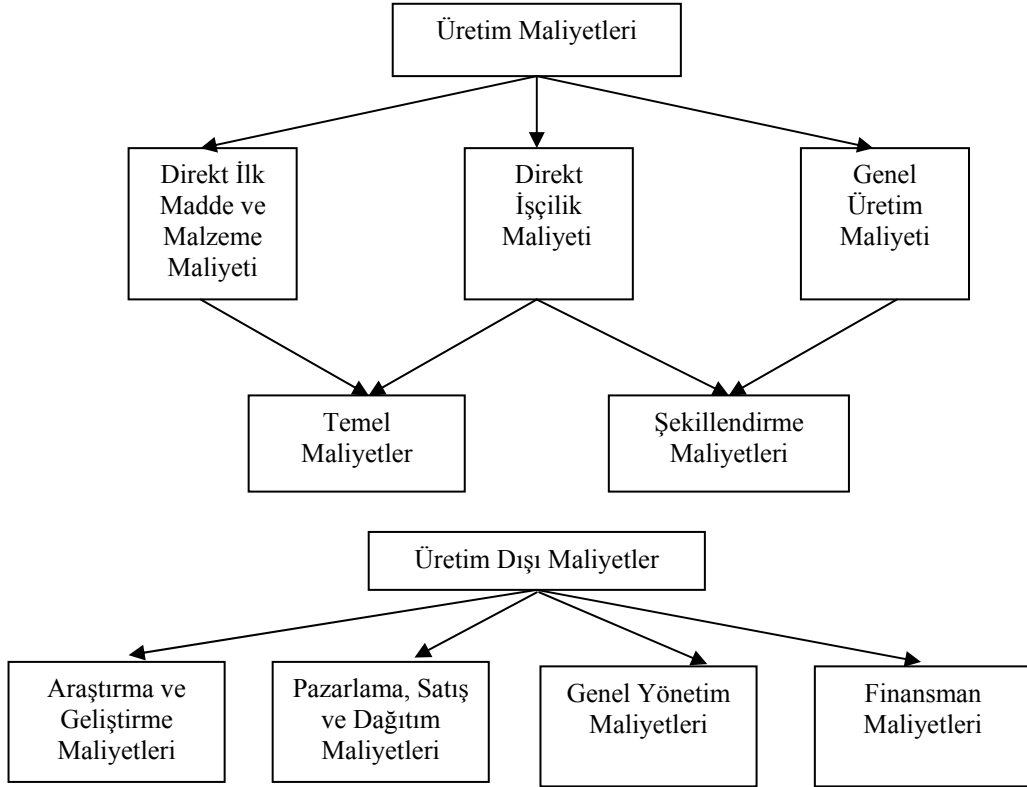 Üretim Maliyetleri
Direkt İlk
Madde ve
Malzeme
Maliyeti
Direkt
İşçilik
Maliyeti
Genel
Üretim
Maliyeti
Temel
Maliyetler
Şekillendirme
Maliyetleri
Üretim Dışı Maliyetler
Araştırma ve
Geliştirme
Maliyetleri
Pazarlama, Satış
ve Dağıtım
Maliyetleri
Genel Yönetim
Maliyetleri
Finansman
Maliyetleri